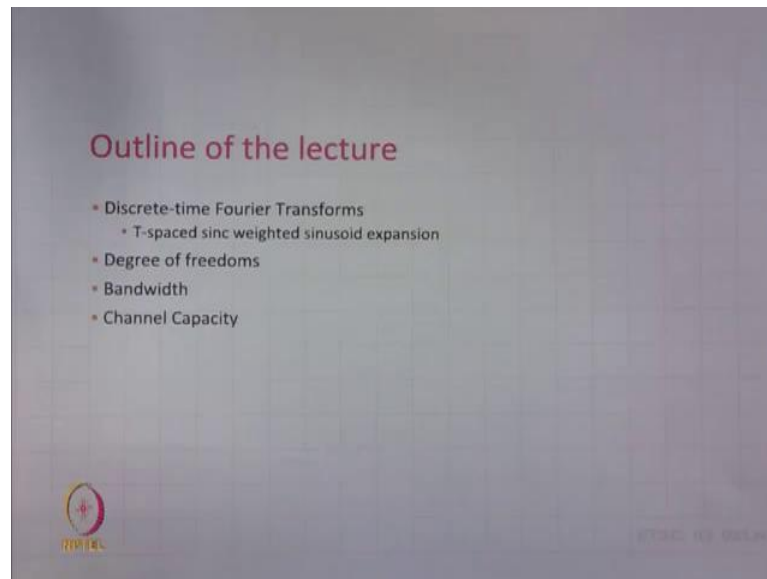 Outline of the lecture
Discrete-time Fourier Transforms
T-spaced sinc weighted sinusoid expansion
Degree of freedoms
Bandwidth
Channel Capacity
NPTEL